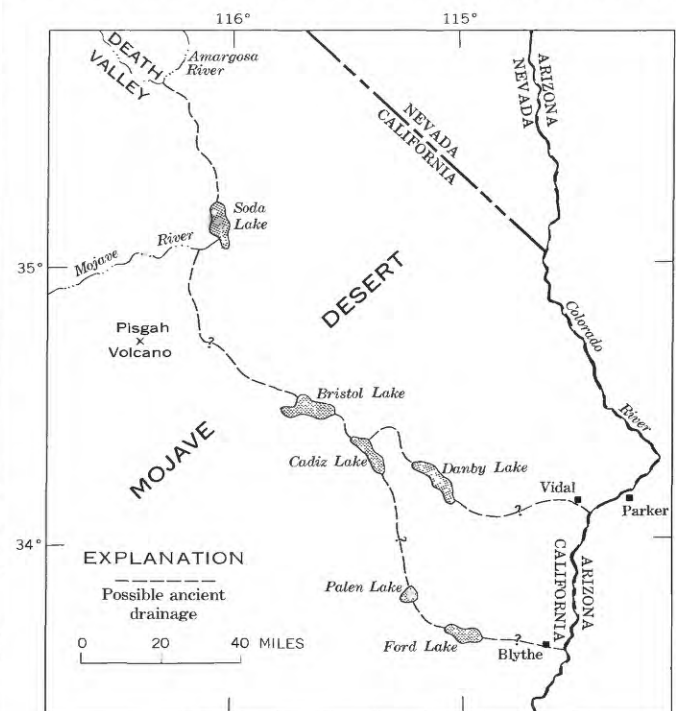 116°
115°
DEATH
VALLEY
Amargosa
River
NEVADA
CALIFORNIA
ARIZONA
NEVADA
Soda
Lake
Mojave River
35°
DESERT
Pisgah
× Volcano
?
Colorado
River
Bristol Lake
MOJAVE
Cadiz Lake
Danby Lake
Vidal
?
Parker
34°
?
CALIFORNIA
ARIZONA
EXPLANATION
Possible ancient
drainage
Palen Lake
0 20 40 MILES
Ford Lake
?
Blythe
116°
115°